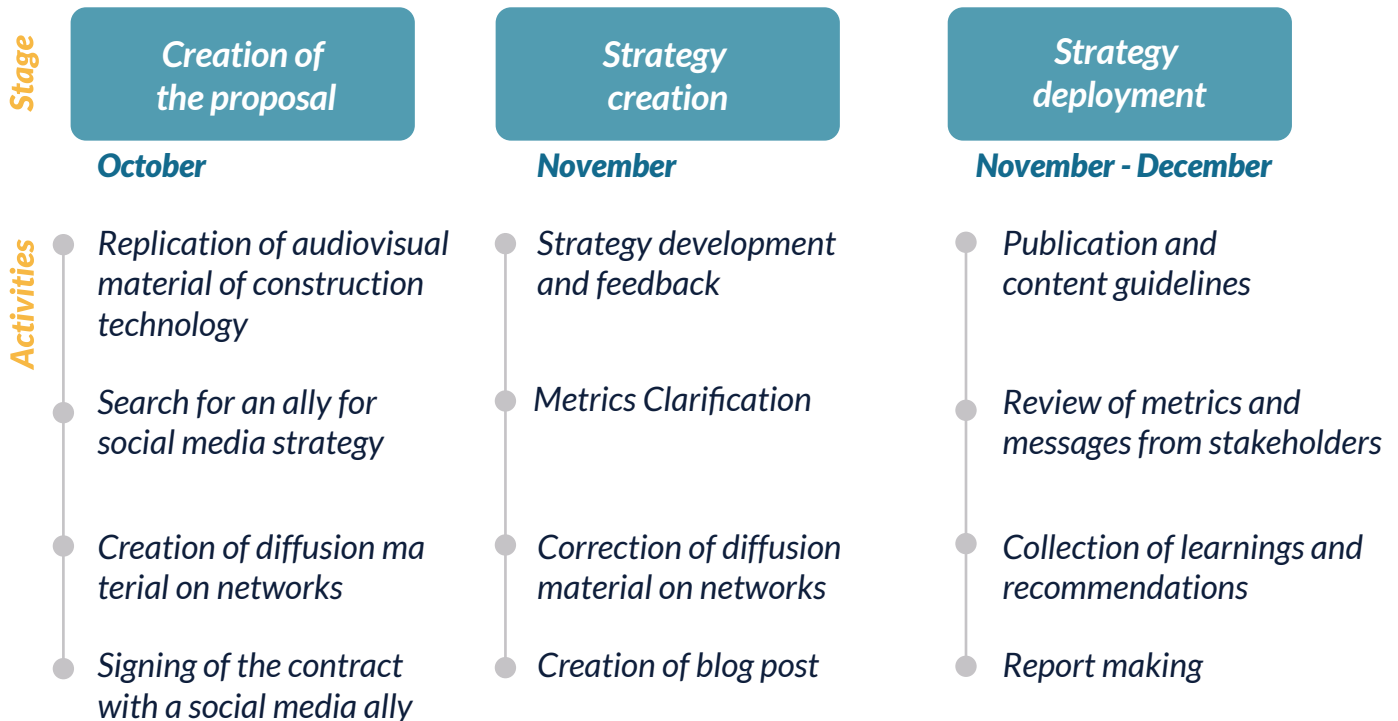 Stage
Creation of
the proposal
October
Strategy
creation
November
Strategy
deployment
November - December
Activities
Replication of audiovisual
material of construction
technology
Search for an ally for
social media strategy
Creation of diffusion ma
terial on networks
Signing of the contract
with a social media ally
Strategy development
and feedback
Metrics Clarification
Correction of diffusion
material on networks
Creation of blog post
Publication and
content guidelines
Review of metrics and
messages from stakeholders
Collection of learnings and
recommendations
Report making